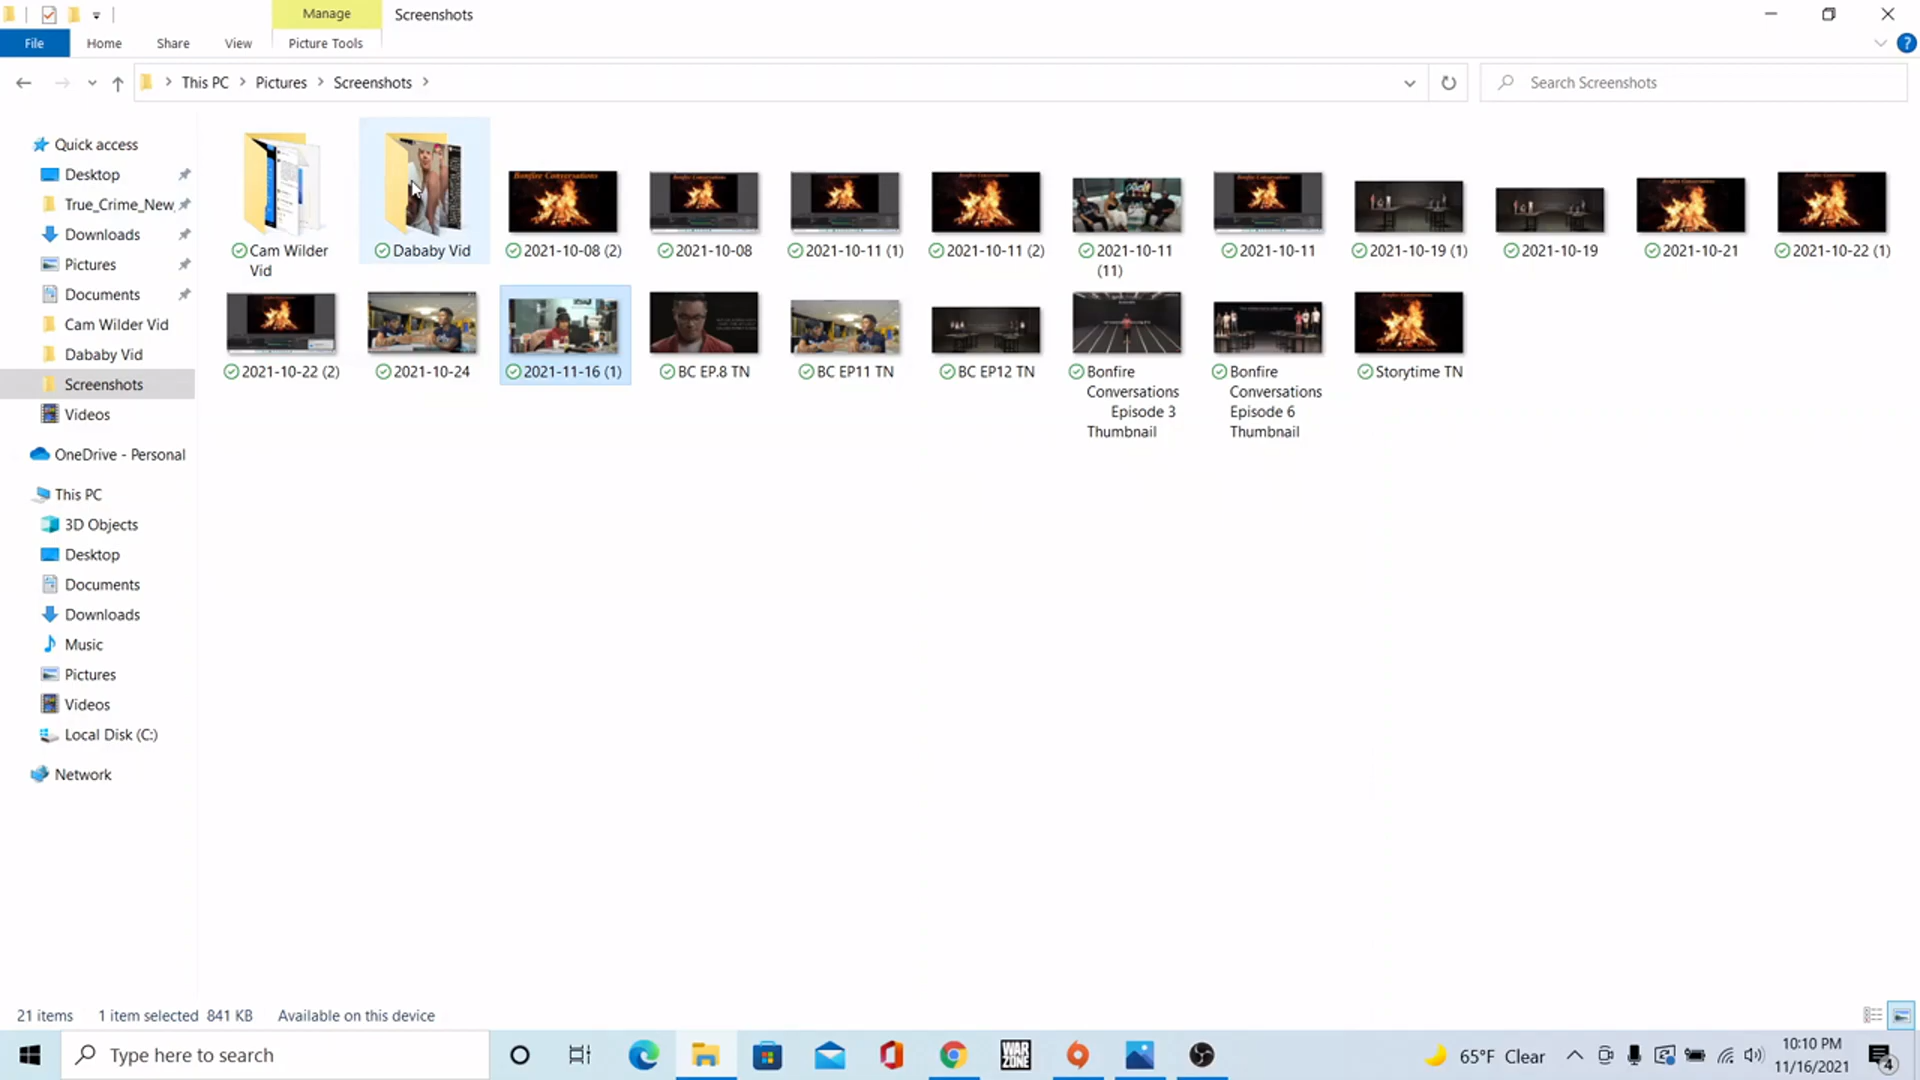 Manage
Screenshots
File
Home
Share
View
Picture Tools
This PC
Pictures
Screenshots
Search Screenshots
Quick access
Desktop
True_Crime_New
Downloads
Pictures
Documents
Cam Wilder Vid
Dababy Vid
Screenshots
Videos
OneDrive - Personal
This PC
3D Objects
Desktop
Documents
Downloads
Music
Pictures
Videos
Local Disk (C:)
Network
Cam Wilder
Vid
Dababy Vid
2021-10-08 (2)
2021-10-08
2021-10-11 (1)
2021-10-11 (2)
2021-10-11
(11)
2021-10-11
2021-10-19 (1)
2021-10-19
2021-10-21
2021-10-22 (1)
2021-10-22 (2)
2021-10-24
2021-11-16 (1)
BC EP.8 TN
BC EP11 TN
BC EP12 TN
Bonfire
Conversations
Episode 3
Thumbnail
Bonfire
Conversations
Episode 6
Thumbnail
Storytime TN
21 items
1 item selected 841 KB
Available on this device
Type here to search
WAR
ZONE
65°F Clear
10:10 PM
11/16/2021
4